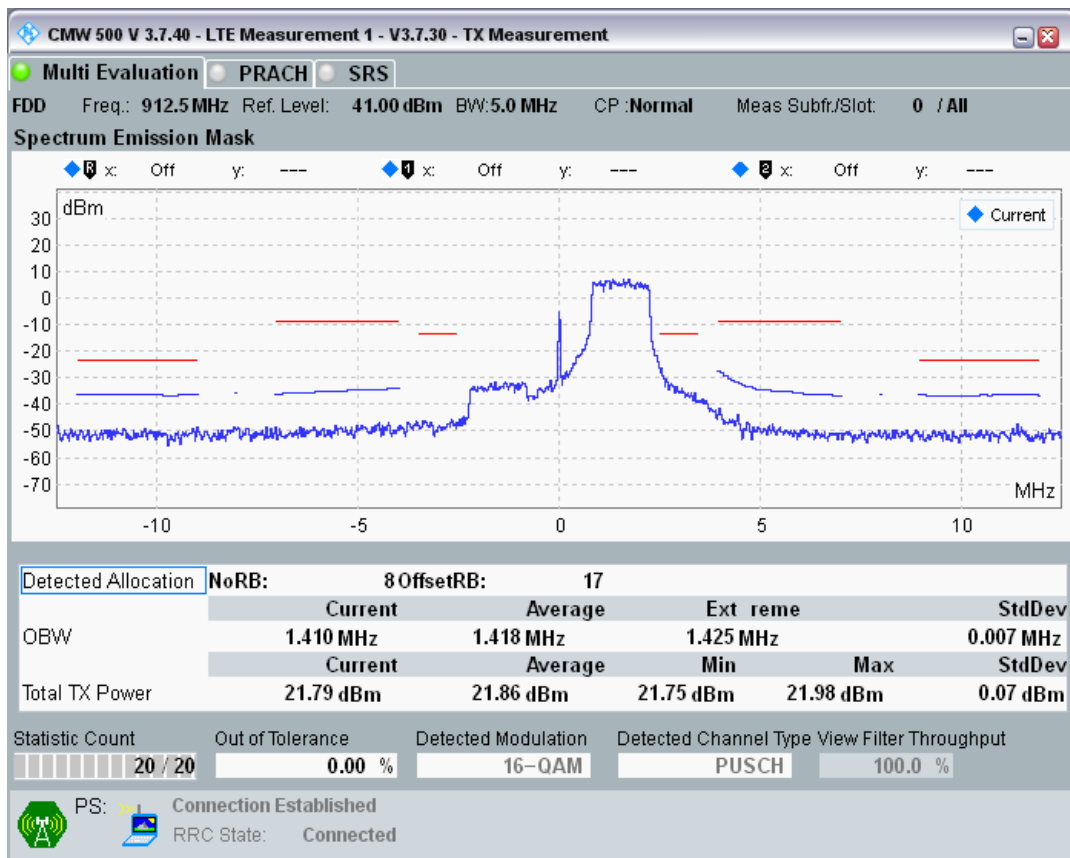 CMW 500 V 3.7.40 - LTE Measurement 1 - V3.7.30 - TX Measurement
Multi Evaluation PRACH SRS
FDD Freq.: 912.5 MHz Ref. Level: 41.00 dBm BW:5.0 MHz CP :Normal Meas Subfr./Slot: 0 / All
Spectrum Emission Mask
R x: Off y: --- 1 x: Off y: --- 2 x: Off y: ---
dBm
Current
30
20
10
0
-10
-20
-30
-40
-50
-60
-70
MHz
-10 -5 0 5 10
Detected Allocation NoRB: 8 OffsetRB: 17
Current Average Ext reme StdDev
OBW 1.410 MHz 1.418 MHz 1.425 MHz 0.007 MHz
Current Average Min Max StdDev
Total TX Power 21.79 dBm 21.86 dBm 21.75 dBm 21.98 dBm 0.07 dBm
Statistic Count Out of Tolerance Detected Modulation Detected Channel Type View Filter Throughput
20 / 20 0.00 % 16-QAM PUSCH 100.0 %
PS: Connection Established
RRC State: Connected